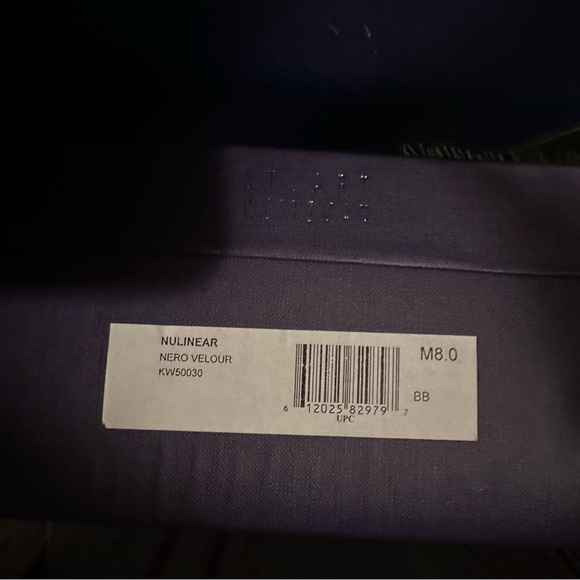 NULINEAR
NERO VELOUR
KW50030
6 12025 82979 7
UPC
M8.0
BB